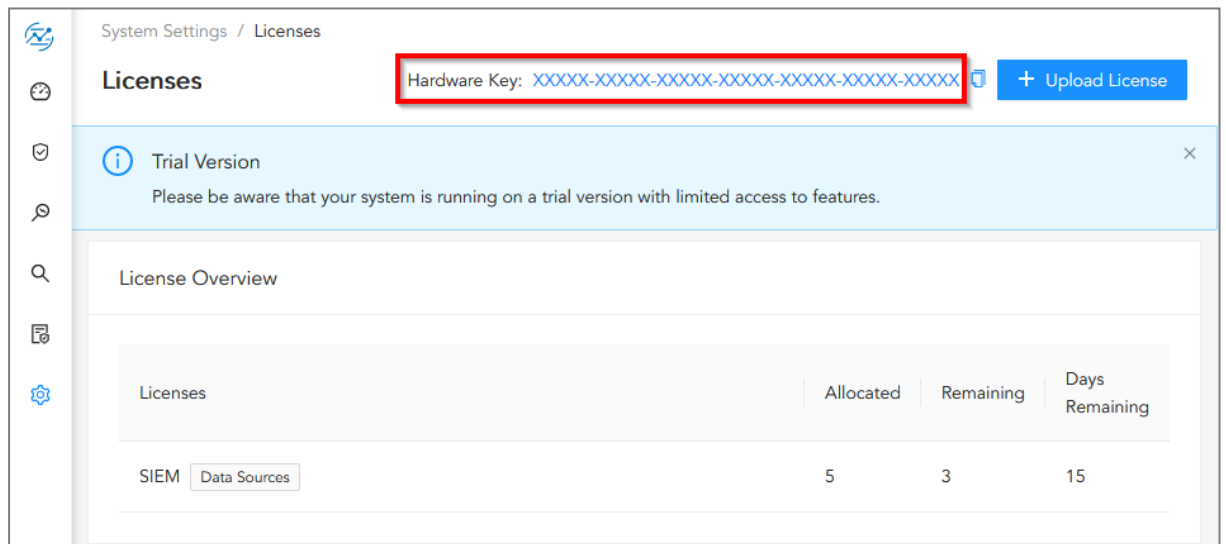 System Settings / Licenses
Licenses
Hardware Key: XXXXX-XXXXX-XXXXX-XXXXX-XXXXX-XXXXX-XXXXX
+ Upload License
Trial Version
Please be aware that your system is running on a trial version with limited access to features.
License Overview
Licenses Allocated Remaining Days Remaining
SIEM Data Sources 5 3 15